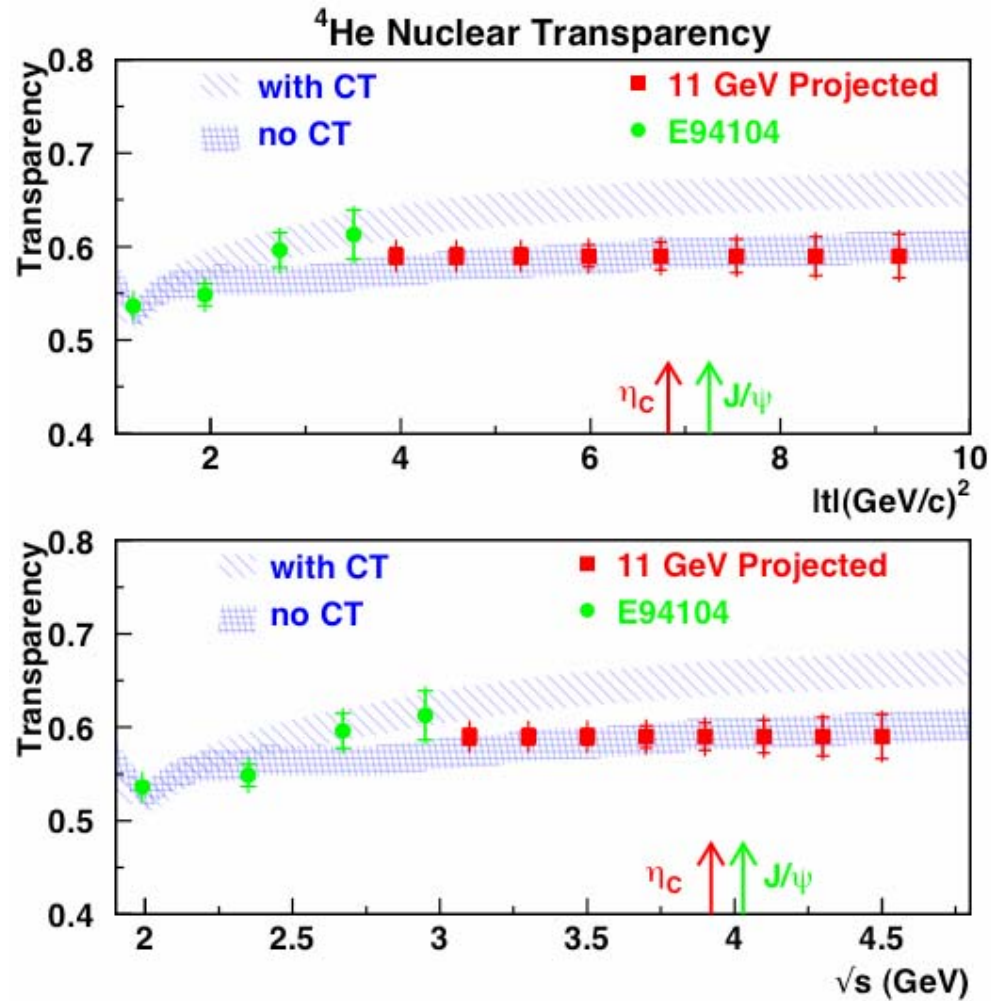 ⁴He Nuclear Transparency
Transparency
0.8
0.7
0.6
0.5
0.4
with CT
no CT
11 GeV Projected
E94104
ηC
J/ψ
2 4 6 8 10
|t|(GeV/c)²
Transparency
0.8
0.7
0.6
0.5
0.4
with CT
no CT
11 GeV Projected
E94104
ηC
J/ψ
2 2.5 3 3.5 4 4.5
√s (GeV)